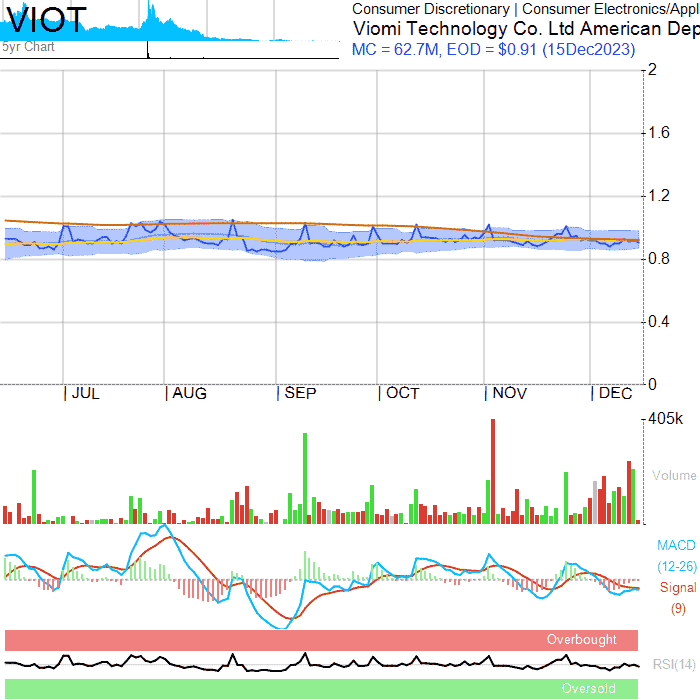 VIOT
5yr Chart
Consumer Discretionary | Consumer Electronics/Appl
Viomi Technology Co. Ltd American Dep
MC = 62.7M, EOD = $0.91 (15Dec2023)
2
1.6
1.2
0.8
0.4
0
JUL AUG SEP OCT NOV DEC
405k
Volume
MACD
(12-26)
Signal
(9)
Overbought
RSI(14)
Oversold